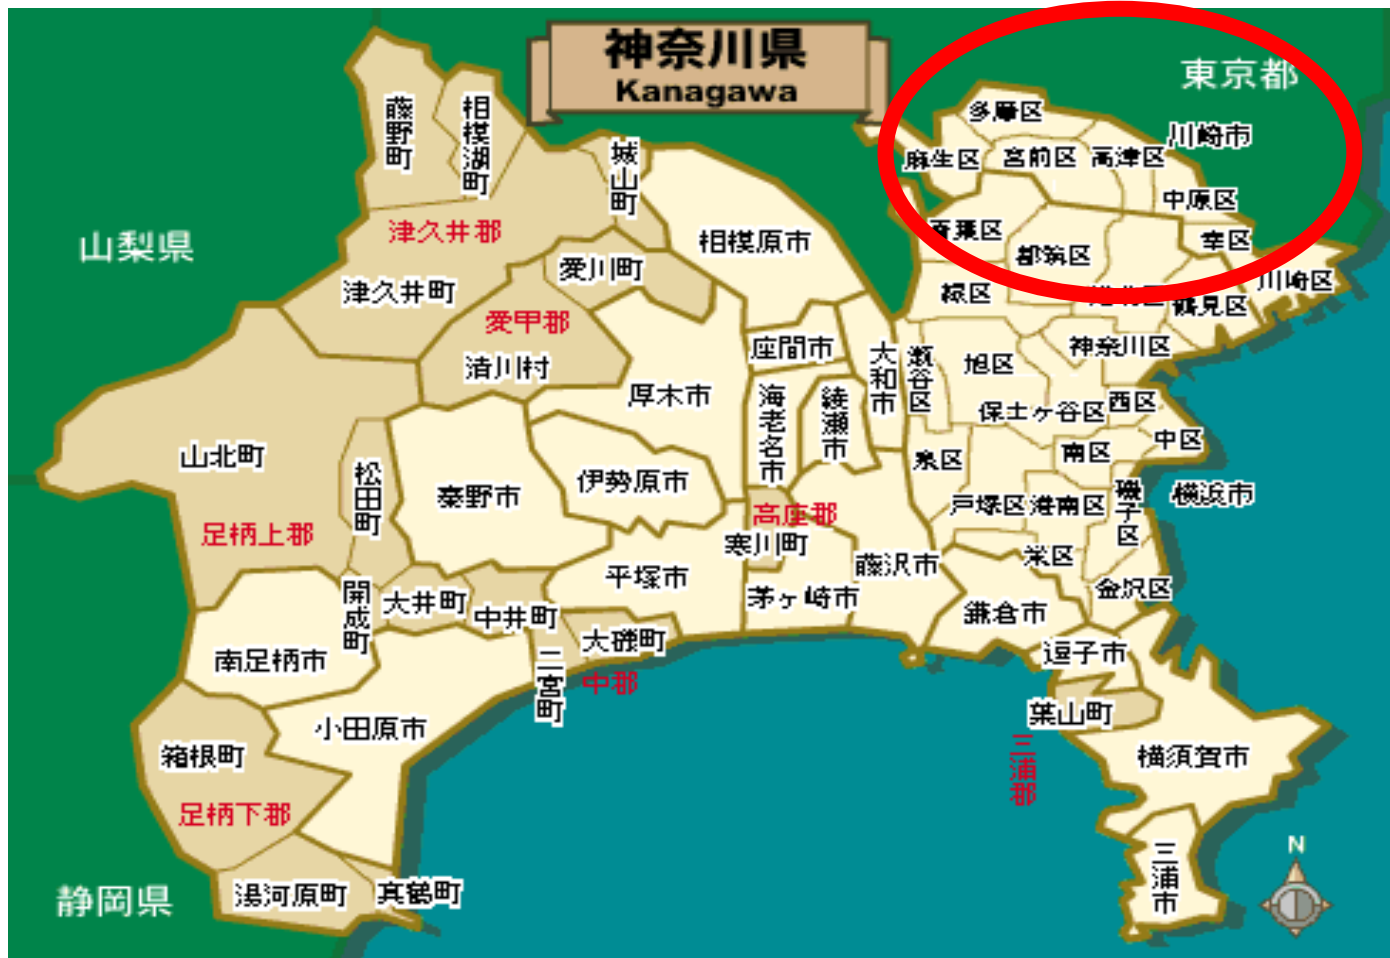 神奈川県
Kanagawa
東京都
山梨県
静岡県
藤野町
相模湖町
城山町
津久井郡
津久井町
愛川町
愛甲郡
清川村
相模原市
多摩区
麻生区
宮前区
高津区
川崎市
中原区
幸区
川崎区
青葉区
都筑区
緑区
港北区
鶴見区
神奈川区
座間市
大和市
瀬谷区
旭区
保土ヶ谷区
西区
中区
南区
泉区
戸塚区
港南区
磯子区
横浜市
栄区
金沢区
厚木市
海老名市
綾瀬市
山北町
松田町
秦野市
伊勢原市
足柄上郡
高座郡
寒川町
藤沢市
茅ヶ崎市
平塚市
開成町
大井町
中井町
大磯町
二宮町
中郡
南足柄市
小田原市
箱根町
足柄下郡
湯河原町
真鶴町
鎌倉市
逗子市
葉山町
三浦郡
横須賀市
三浦市
N